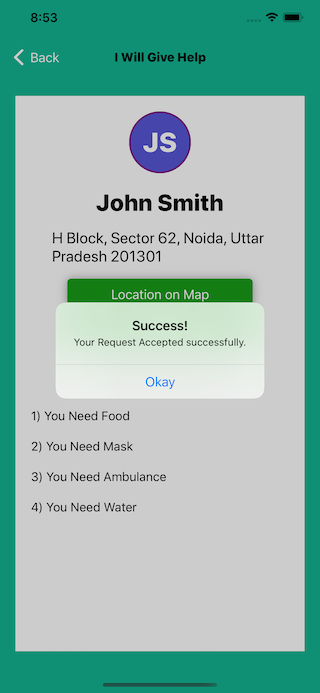 8:53
Back
I Will Give Help
JS
John Smith
H Block, Sector 62, Noida, Uttar
Pradesh 201301
Location on Map
Success!
Your Request Accepted successfully.
Okay
1) You Need Food
2) You Need Mask
3) You Need Ambulance
4) You Need Water